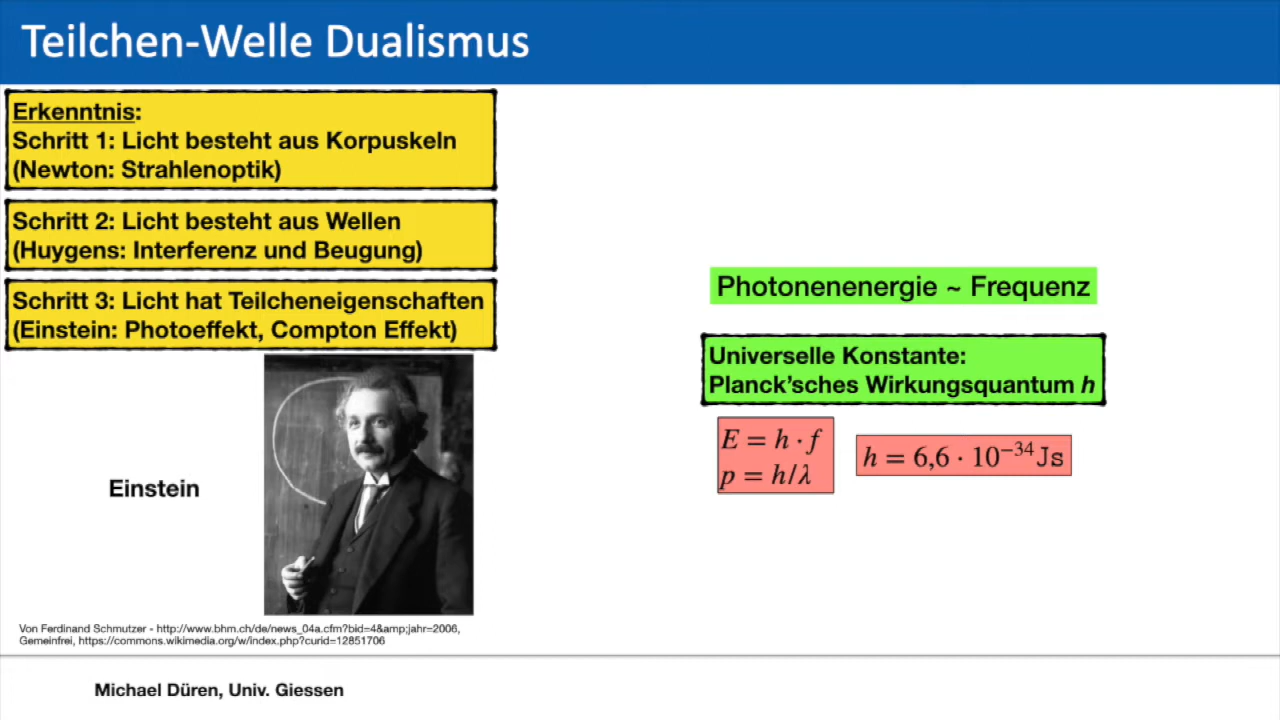 Teilchen-Welle Dualismus
Erkenntnis:
Schritt 1: Licht besteht aus Korpuskeln
(Newton: Strahlenoptik)
Schritt 2: Licht besteht aus Wellen
(Huygens: Interferenz und Beugung)
Schritt 3: Licht hat Teilcheneigenschaften
(Einstein: Photoeffekt, Compton Effekt)
Einstein
Von Ferdinand Schmutzer - http://www.bhm.ch/de/news_04a.cfm?bid=4&amp;jahr=2006,
Gemeinfrei, https://commons.wikimedia.org/w/index.php?curid=12851706
Photonenenergie ~ Frequenz
Universelle Konstante:
Planck’sches Wirkungsquantum h
E = h · f
p = h/λ
h = 6,6 · 10⁻³⁴ Js
Michael Düren, Univ. Giessen